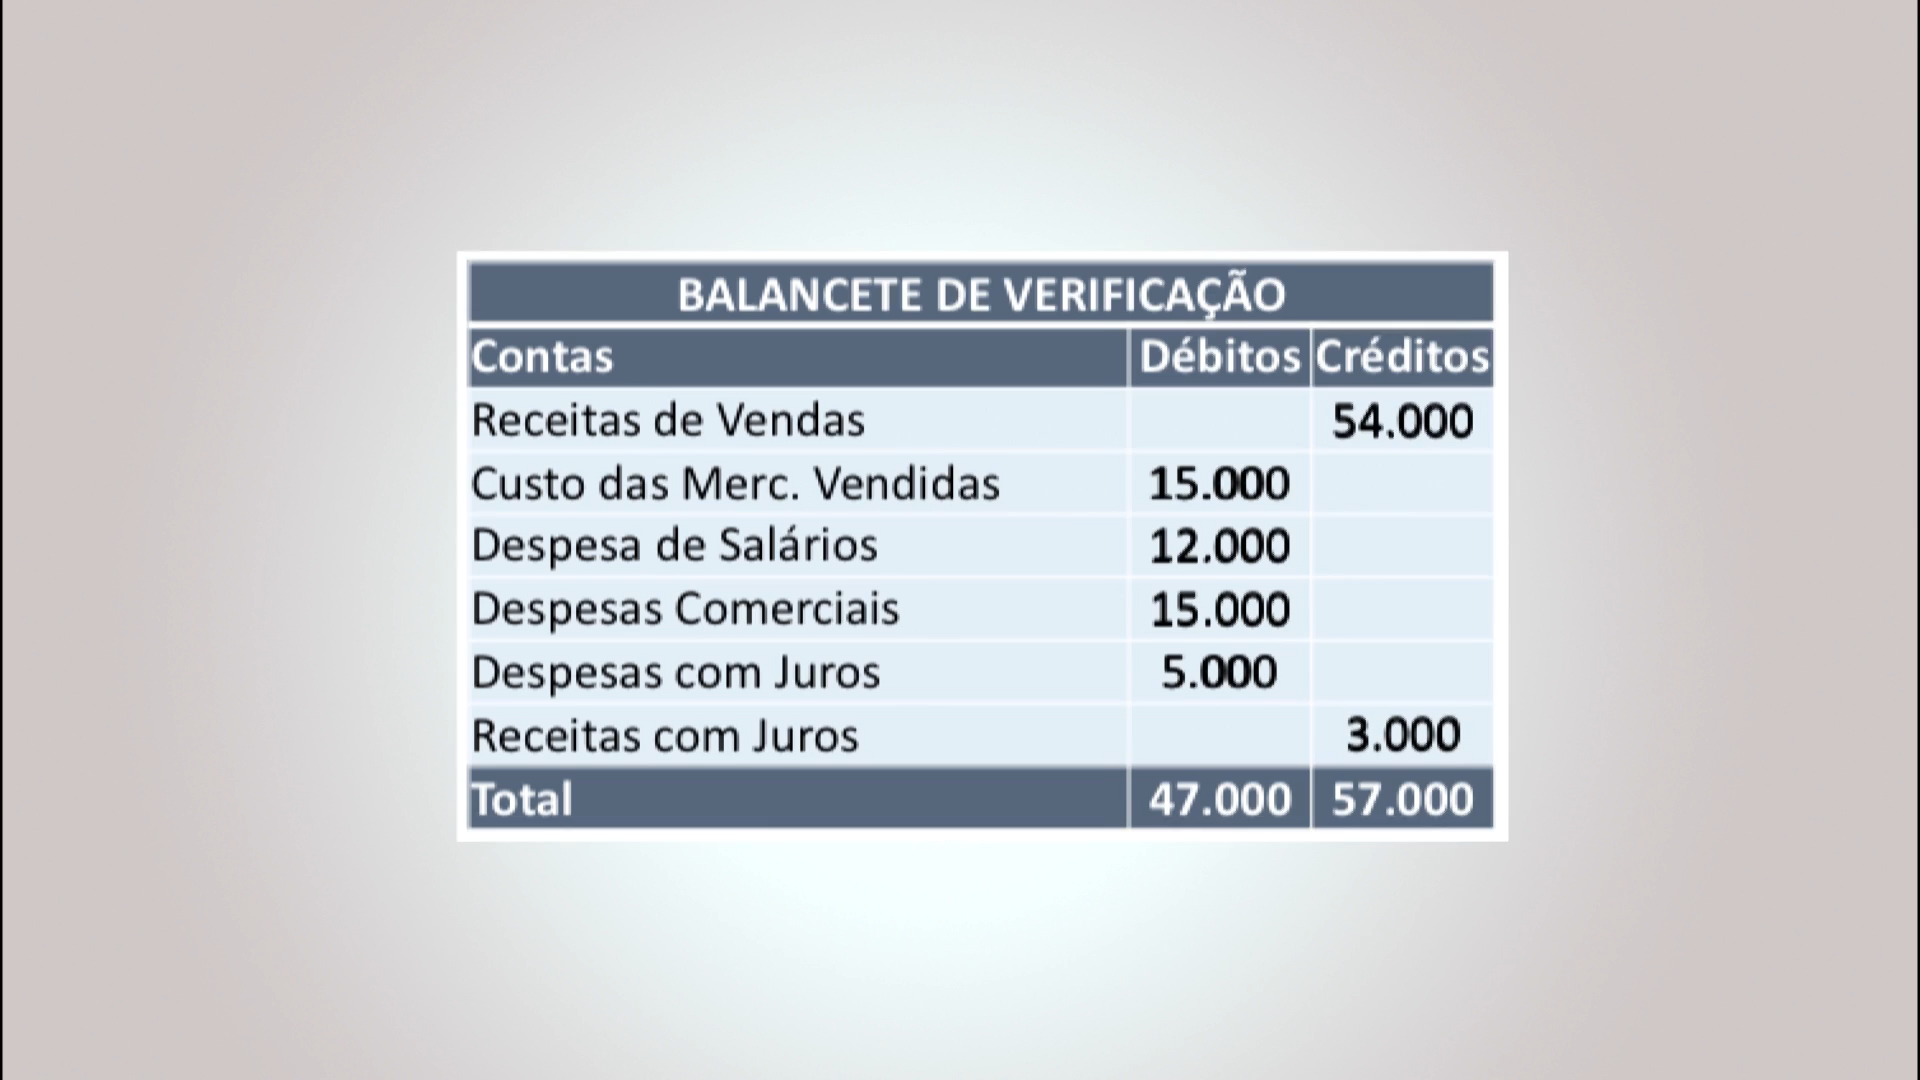 BALANCETE DE VERIFICAÇÃO
Contas Débitos Créditos
Receitas de Vendas 54.000
Custo das Merc. Vendidas 15.000
Despesa de Salários 12.000
Despesas Comerciais 15.000
Despesas com Juros 5.000
Receitas com Juros 3.000
Total 47.000 57.000